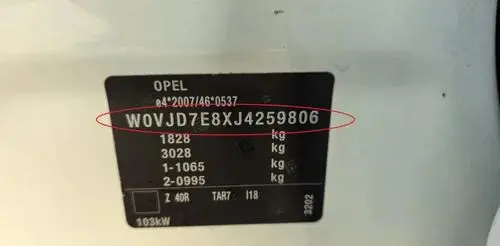 OPEL
e4*2007/46*0537
W0VJD7E8XJ4259806
1828 kg
3028 kg
1-1065 kg
2-0995 kg
Z 40R TAR7 I18
3202
103kW